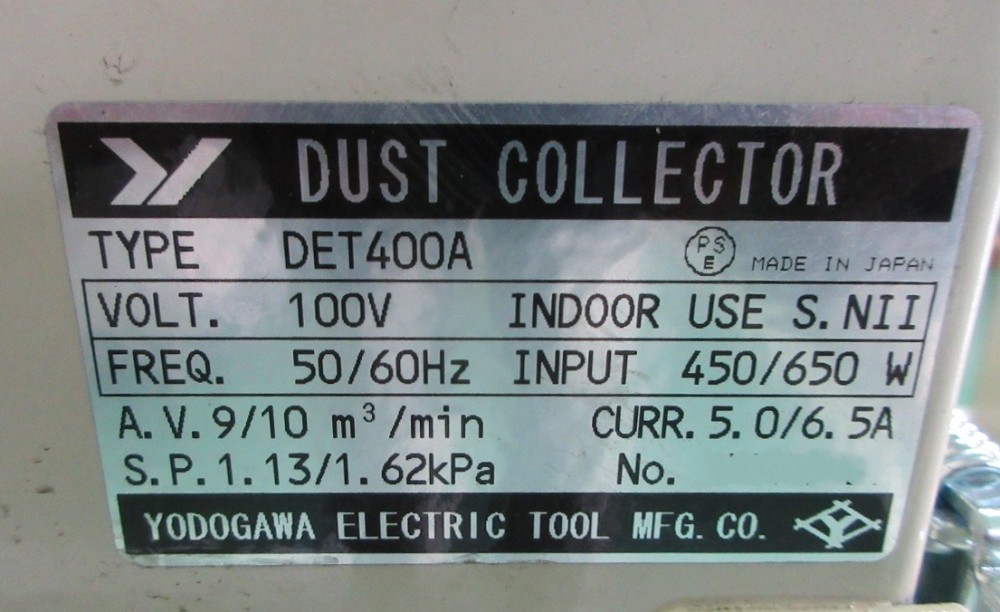 DUST COLLECTOR
TYPE DET400A PS E MADE IN JAPAN
VOLT. 100V INDOOR USE S.NII
FREQ. 50/60Hz INPUT 450/650 W
A.V.9/10 m³/min CURR.5.0/6.5A
S.P.1.13/1.62kPa No.
YODOGAWA ELECTRIC TOOL MFG.CO.